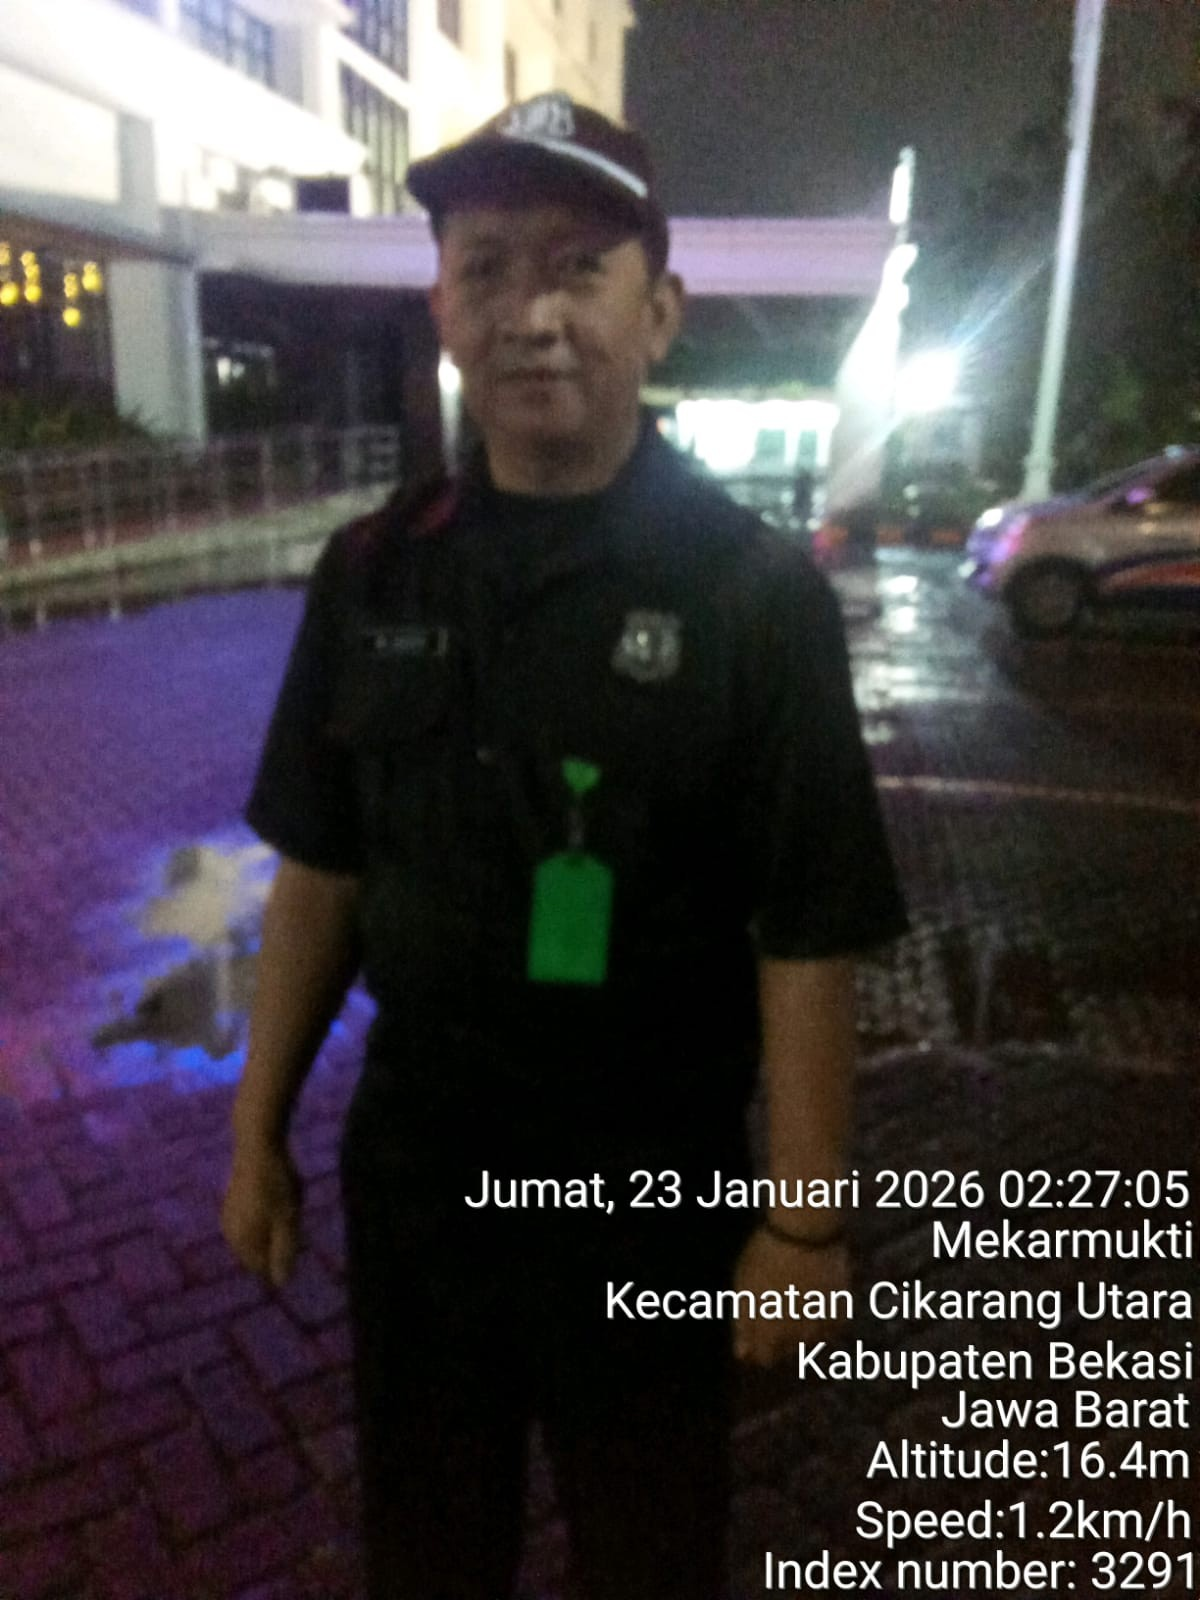 Jumat, 23 Januari 2026 02:27:05
Mekarmukti
Kecamatan Cikarang Utara
Kabupaten Bekasi
Jawa Barat
Altitude:16.4m
Speed:1.2km/h
Index number: 3291